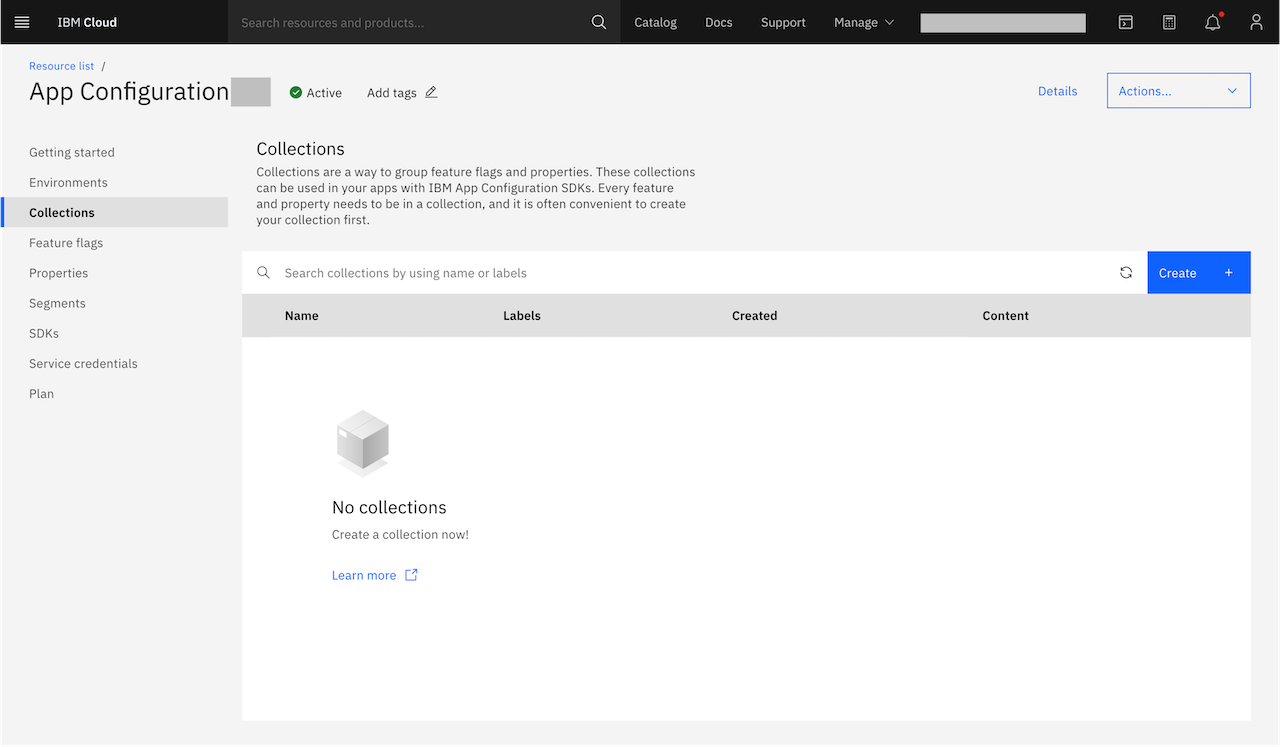 IBM Cloud
Search resources and products...
Catalog
Docs
Support
Manage
Resource list /
App Configuration
Active
Add tags
Details
Actions...
Getting started
Environments
Collections
Feature flags
Properties
Segments
SDKs
Service credentials
Plan
Collections
Collections are a way to group feature flags and properties. These collections
can be used in your apps with IBM App Configuration SDKs. Every feature
and property needs to be in a collection, and it is often convenient to create
your collection first.
Search collections by using name or labels
Create +
Name Labels Created Content
No collections
Create a collection now!
Learn more